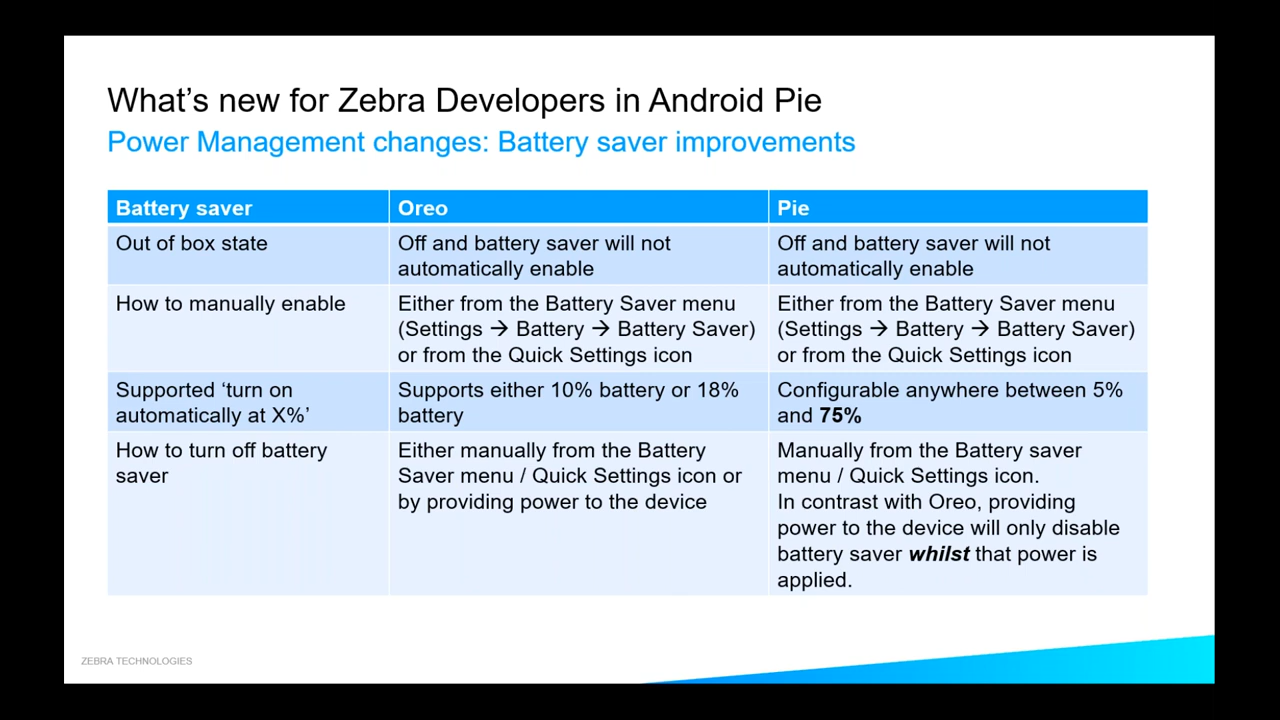 What's new for Zebra Developers in Android Pie
Power Management changes: Battery saver improvements
Battery saver
Oreo
Pie
Out of box state
Off and battery saver will not
automatically enable
Off and battery saver will not
automatically enable
How to manually enable
Either from the Battery Saver menu
(Settings → Battery → Battery Saver)
or from the Quick Settings icon
Either from the Battery Saver menu
(Settings → Battery → Battery Saver)
or from the Quick Settings icon
Supported ‘turn on
automatically at X%’
Supports either 10% battery or 18%
battery
Configurable anywhere between 5%
and 75%
How to turn off battery
saver
Either manually from the Battery
Saver menu / Quick Settings icon or
by providing power to the device
Manually from the Battery saver
menu / Quick Settings icon.
In contrast with Oreo, providing
power to the device will only disable
battery saver whilst that power is
applied.
ZEBRA TECHNOLOGIES